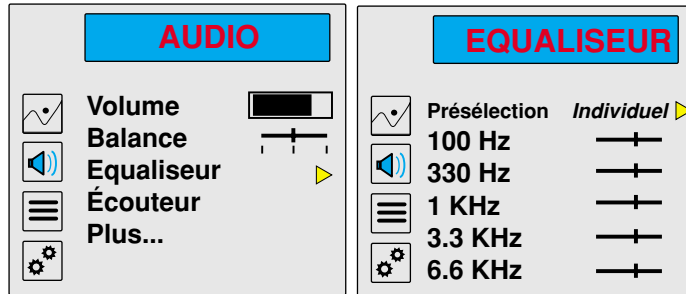 AUDIO
Volume
Balance
Equaliseur
Écouteur
Plus...
EQUALISEUR
Présélection Individuel
100 Hz
330 Hz
1 KHz
3.3 KHz
6.6 KHz